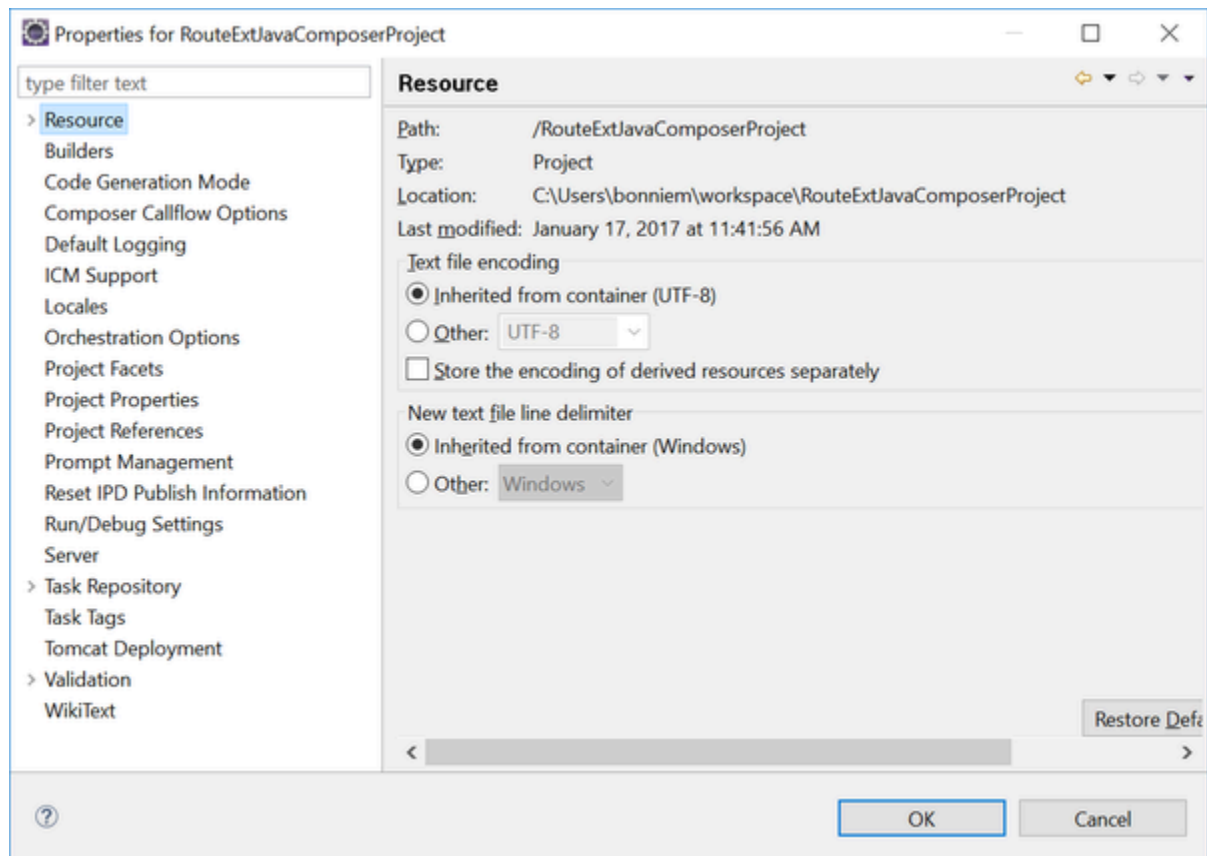 Properties for RouteExtJavaComposerProject
type filter text
Resource
Builders
Code Generation Mode
Composer Callflow Options
Default Logging
ICM Support
Locales
Orchestration Options
Project Facets
Project Properties
Project References
Prompt Management
Reset IPD Publish Information
Run/Debug Settings
Server
Task Repository
Task Tags
Tomcat Deployment
Validation
WikiText
Resource
Path: /RouteExtJavaComposerProject
Type: Project
Location: C:\Users\bonniem\workspace\RouteExtJavaComposerProject
Last modified: January 17, 2017 at 11:41:56 AM
Text file encoding
Inherited from container (UTF-8)
Other: UTF-8
Store the encoding of derived resources separately
New text file line delimiter
Inherited from container (Windows)
Other: Windows
Restore Defa
OK Cancel